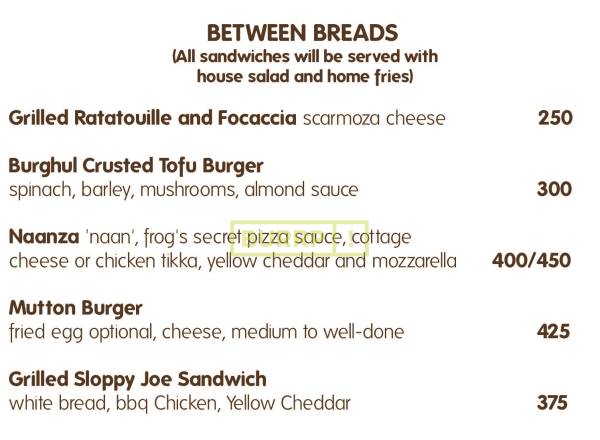 BETWEEN BREADS
(All sandwiches will be served with
house salad and home fries)
Grilled Ratatouille and Focaccia scarmoza cheese 250
Burghul Crusted Tofu Burger
spinach, barley, mushrooms, almond sauce 300
Naanza 'naan', frog's secret pizza sauce, cottage
cheese or chicken tikka, yellow cheddar and mozzarella 400/450
Mutton Burger
fried egg optional, cheese, medium to well-done 425
Grilled Sloppy Joe Sandwich
white bread, bbq Chicken, Yellow Cheddar 375